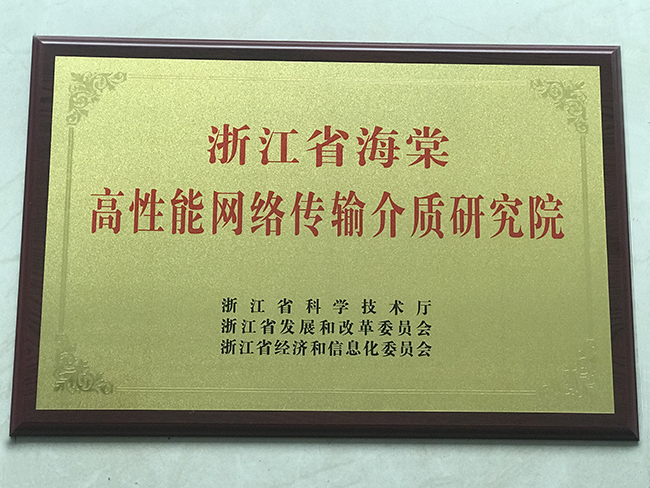 浙江省海棠
高性能网络传输介质研究院
浙江省科学技术厅
浙江省发展和改革委员会
浙江省经济和信息化委员会